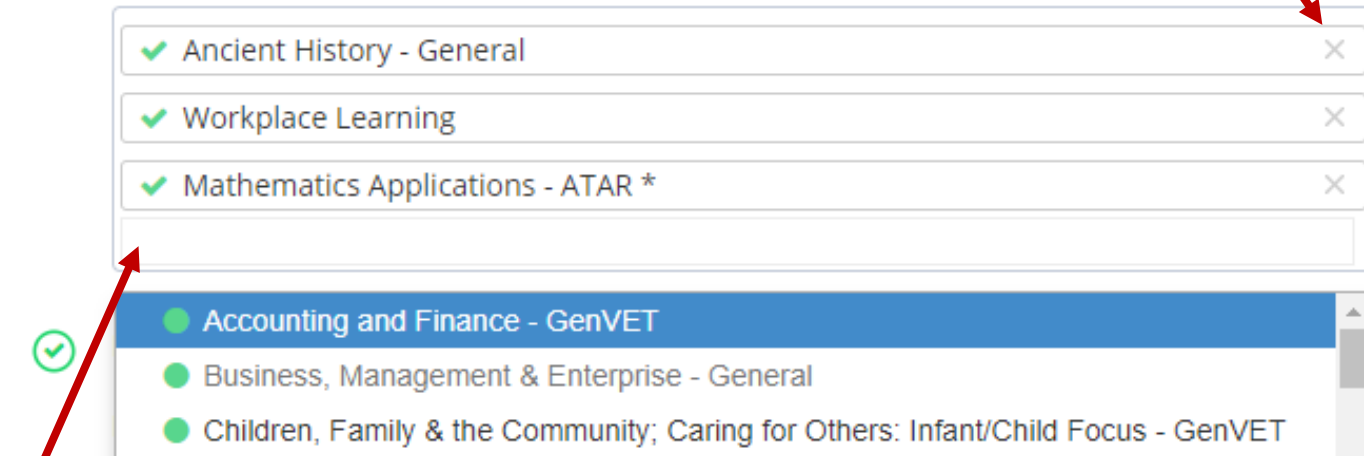 Ancient History - General
Workplace Learning
Mathematics Applications - ATAR *
Accounting and Finance - GenVET
Business, Management & Enterprise - General
Children, Family & the Community; Caring for Others: Infant/Child Focus - GenVET